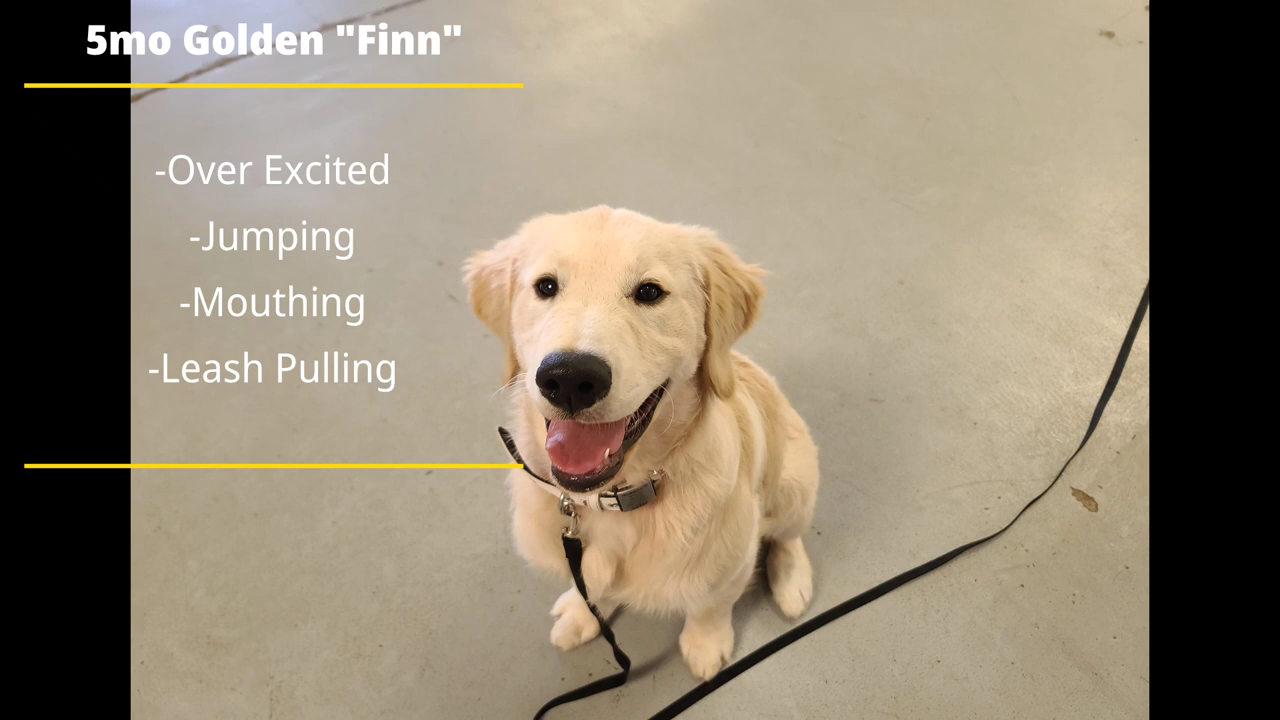 5mo Golden "Finn"
-Over Excited
-Jumping
-Mouthing
-Leash Pulling